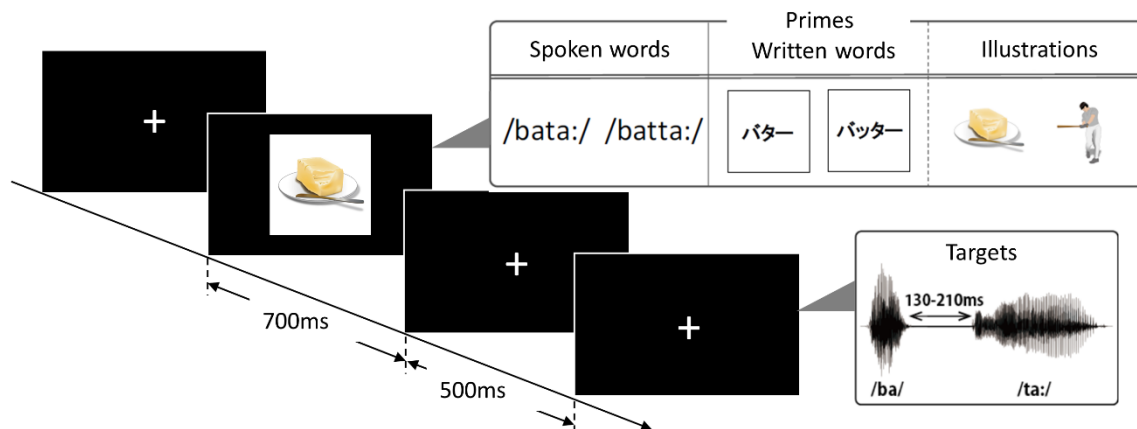 Primes
Spoken words
Written words
Illustrations
/bata:/ /batta:/
バター
バッター
Targets
130-210ms
/ba/
/ta:/
700ms
500ms